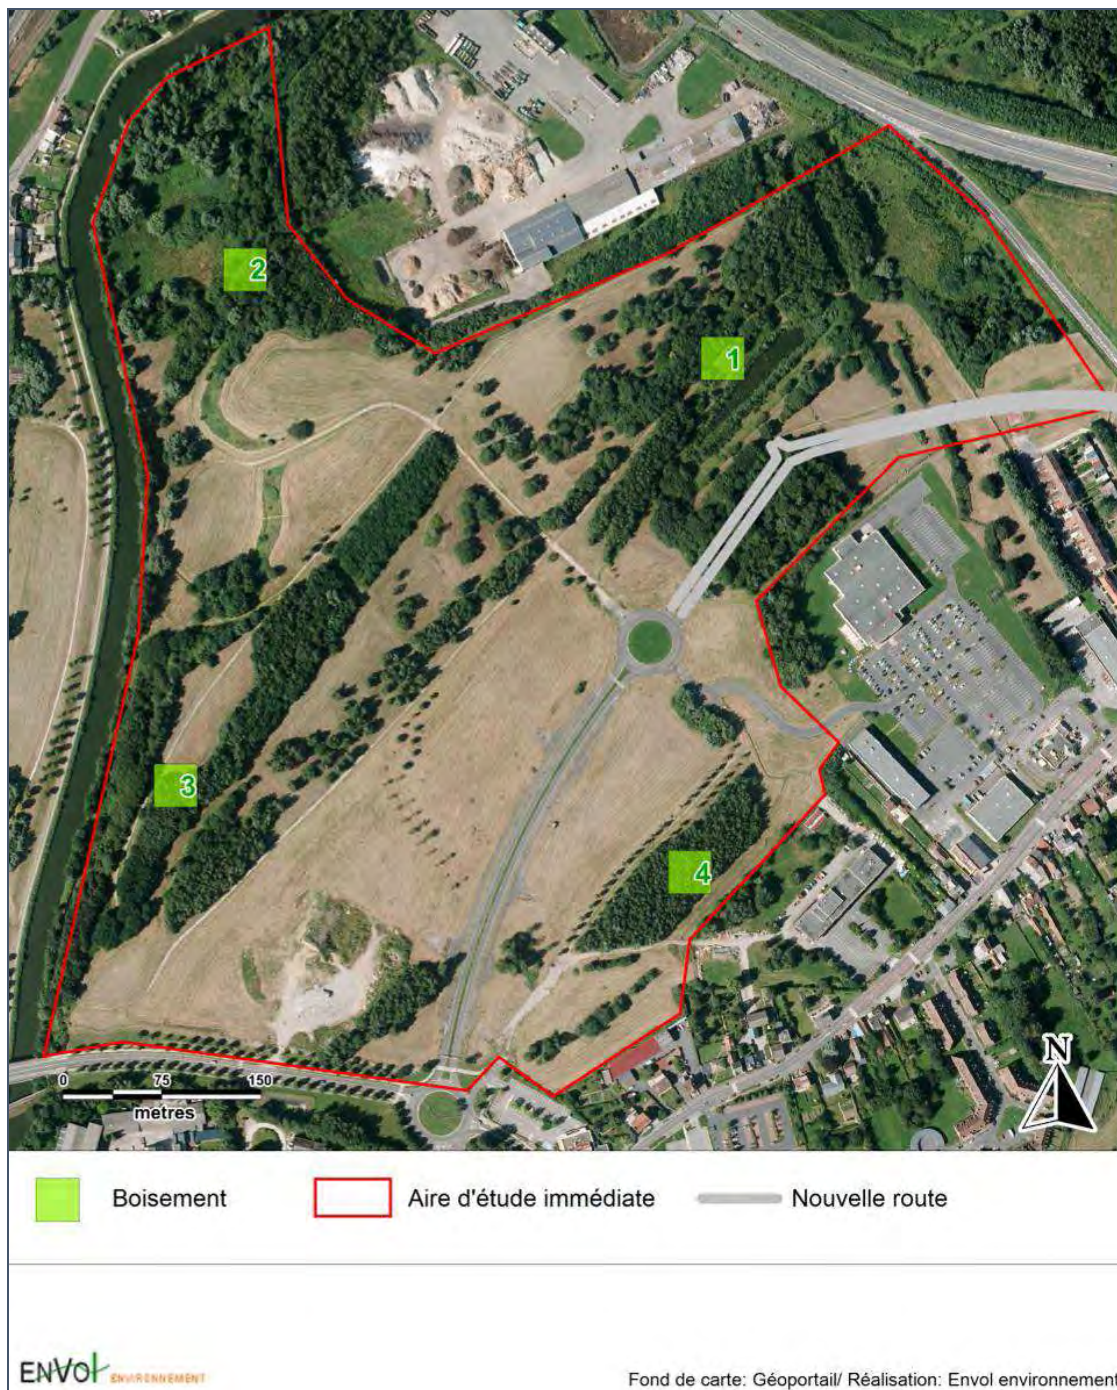 2
1
3
4
N
0 75 150
metres
Boisement
Aire d'étude immédiate
Nouvelle route
ENVOL ENVIRONNEMENT
Fond de carte: Géoportail/ Réalisation: Envol environnement